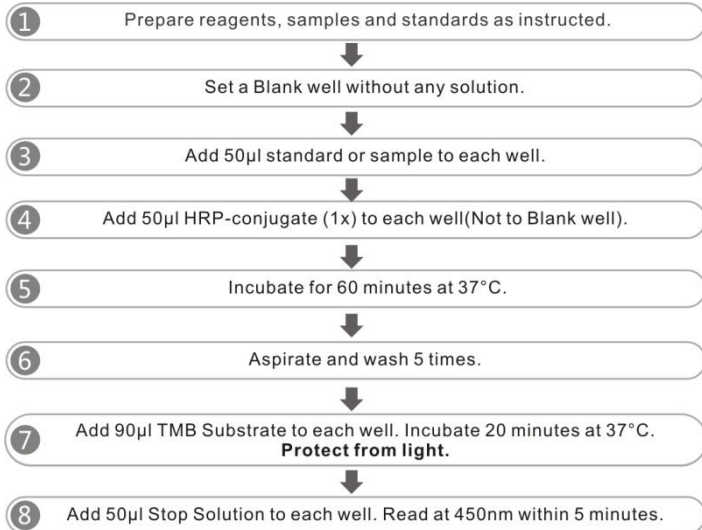 1 Prepare reagents, samples and standards as instructed.
2 Set a Blank well without any solution.
3 Add 50μl standard or sample to each well.
4 Add 50μl HRP-conjugate (1x) to each well(Not to Blank well).
5 Incubate for 60 minutes at 37°C.
6 Aspirate and wash 5 times.
7 Add 90μl TMB Substrate to each well. Incubate 20 minutes at 37°C.
Protect from light.
8 Add 50μl Stop Solution to each well. Read at 450nm within 5 minutes.